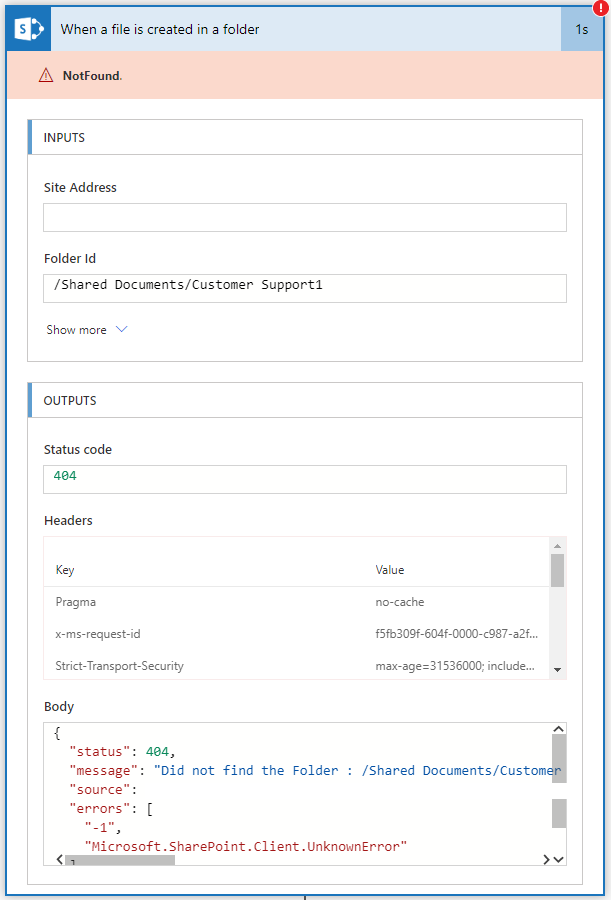 When a file is created in a folder
1s
!
NotFound.
INPUTS
Site Address
Folder Id
/Shared Documents/Customer Support1
Show more
OUTPUTS
Status code
404
Headers
Key Value
Pragma no-cache
x-ms-request-id f5fb309f-604f-0000-c987-a2f...
Strict-Transport-Security max-age=31536000; include...
Body
{
"status": 404,
"message": "Did not find the Folder : /Shared Documents/Customer
"source":
"errors": [
"-1",
"Microsoft.SharePoint.Client.UnknownError"